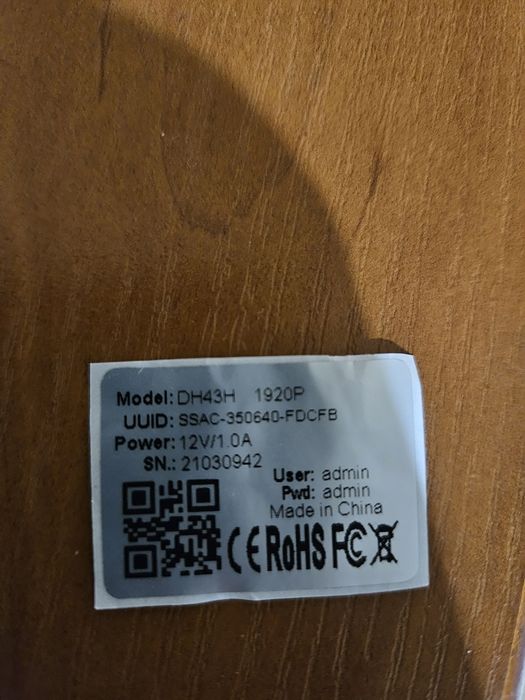 Model: DH43H 1920P
UUID: SSAC-350640-FDCFB
Power: 12V/1.0A
SN.: 21030942
User: admin
Pwd: admin
Made in China
CE RoHS FC